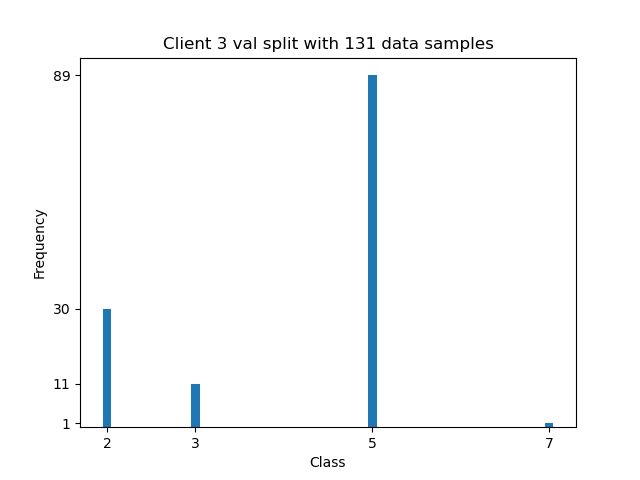 Client 3 val split with 131 data samples
89
30
11
1
Frequency
2 3 5 7
Class